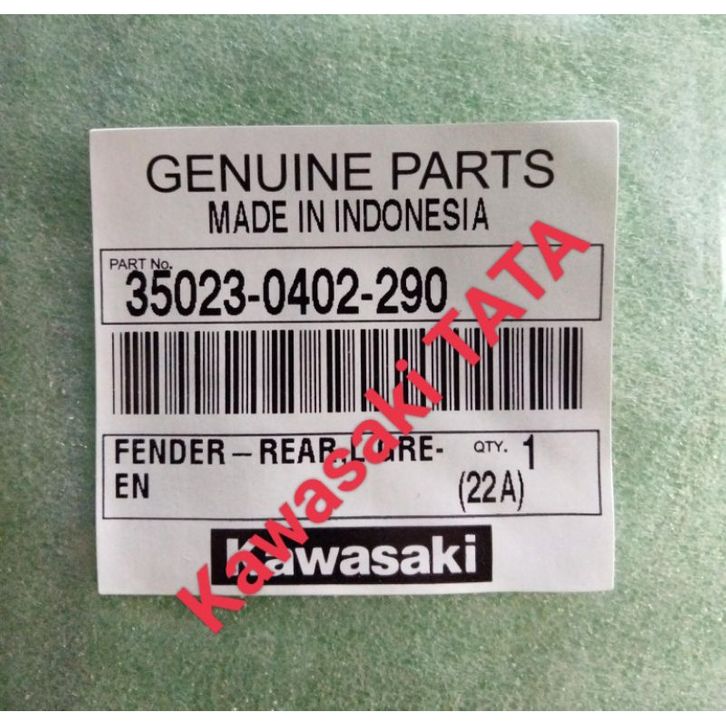 GENUINE PARTS
MADE IN INDONESIA
PART No.
35023-0402-290
FENDER – REAR,L.GRE-
EN
QTY. 1
(22A)
Kawasaki
Kawasaki TATA